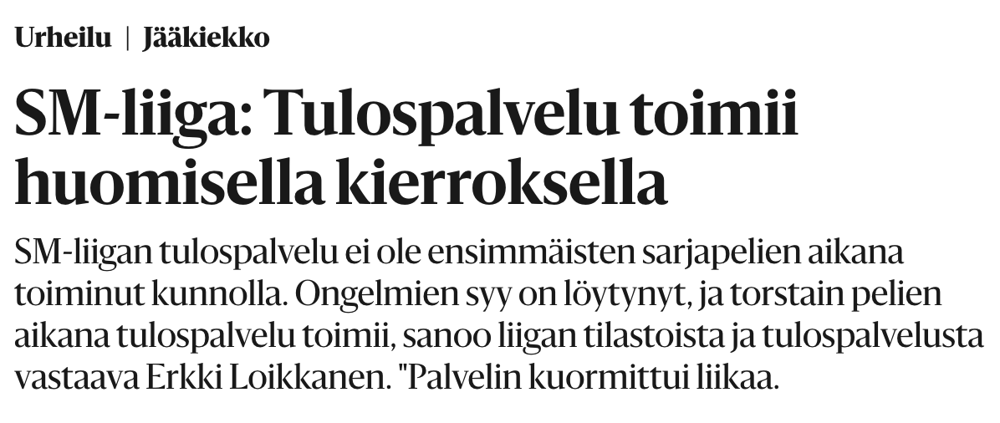 Urheilu | Jääkiekko
SM-liiga: Tulospalvelu toimii
huomisella kierroksella
SM-liigan tulospalvelu ei ole ensimmäisten sarjapelien aikana
toiminut kunnolla. Ongelmien syy on löytynyt, ja torstain pelien
aikana tulospalvelu toimii, sanoo liigan tilastoista ja tulospalvelusta
vastaava Erkki Loikkanen. "Palvelin kuormittui liikaa.